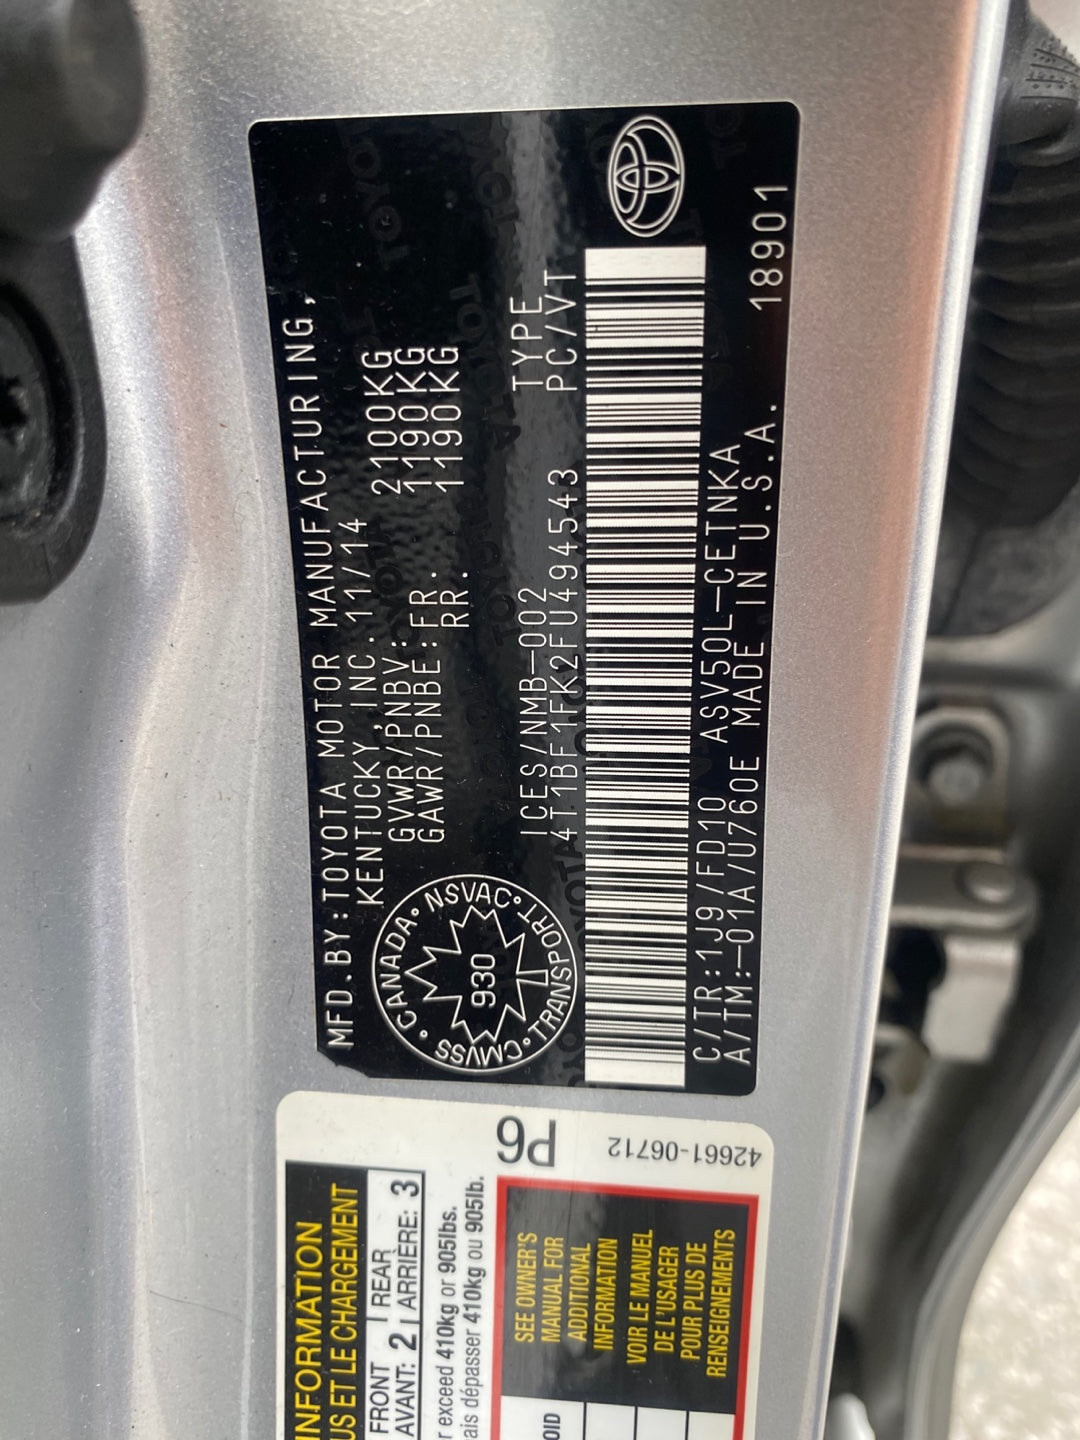 MFD.BY:TOYOTA MOTOR MANUFACTURING,
KENTUCKY,INC.11/14
GVWR/PNBV: 2100KG
GAWR/PNBE:FR. 1190KG
RR. 1190KG
ICES/NMB-002 TYPE
4T1BF1FK2FU494543 PC/VT
C/TR:1J9/FD10 ASV50L-CETNKA
A/TM:-01A/U760E MADE IN U.S.A. 18901
CANADA • NSVAC • TRANSPORT • CMVSS •
930
P6
42661-06712
INFORMATION
US ET LE CHARGEMENT
FRONT
AVANT: 2
REAR
ARRIÈRE: 3
r exceed 410kg or 905lbs.
ais dépasser 410kg ou 905lb.
SEE OWNER'S
MANUAL FOR
ADDITIONAL
INFORMATION
VOIR LE MANUEL
DE L'USAGER
POUR PLUS DE
RENSEIGNEMENTS